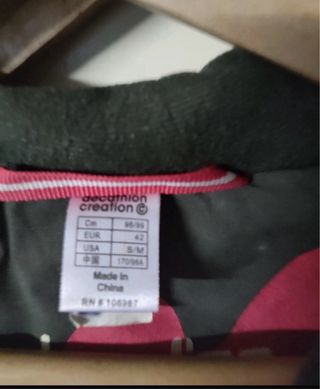 decathlon
creation ©
Cm 96/99
EUR 42
USA S/M
中国 170/96A
Made in
China
RN # 106987